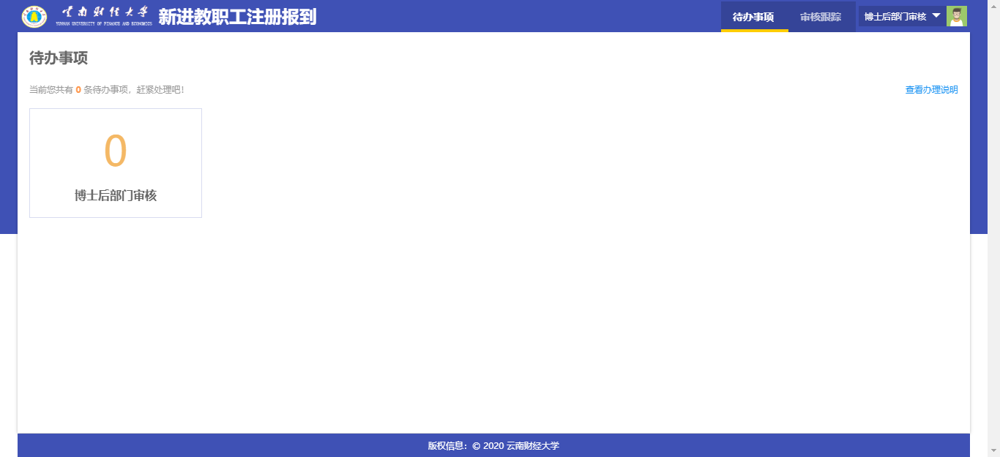 云南财经大学
YUNNAN UNIVERSITY OF FINANCE AND ECONOMICS
新进教职工注册报到
待办事项
审核跟踪
博士后部门审核
待办事项
当前您共有 0 条待办事项，赶紧处理吧！
查看办理说明
0
博士后部门审核
版权信息：© 2020 云南财经大学